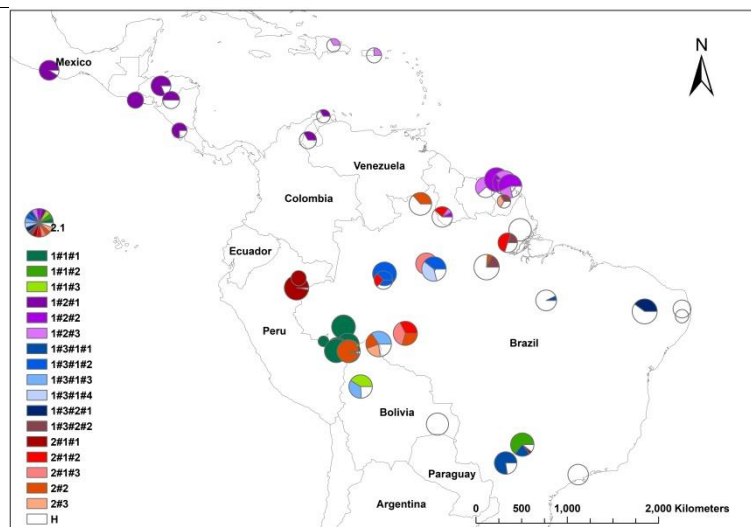 Mexico
N
Venezuela
Colombia
Ecuador
Peru
Brazil
Bolivia
Paraguay
Argentina
2.1
1#1#1
1#1#2
1#1#3
1#2#1
1#2#2
1#2#3
1#3#1#1
1#3#1#2
1#3#1#3
1#3#1#4
1#3#2#1
1#3#2#2
2#1#1
2#1#2
2#1#3
2#2
2#3
H
0 500 1,000 2,000 Kilometers